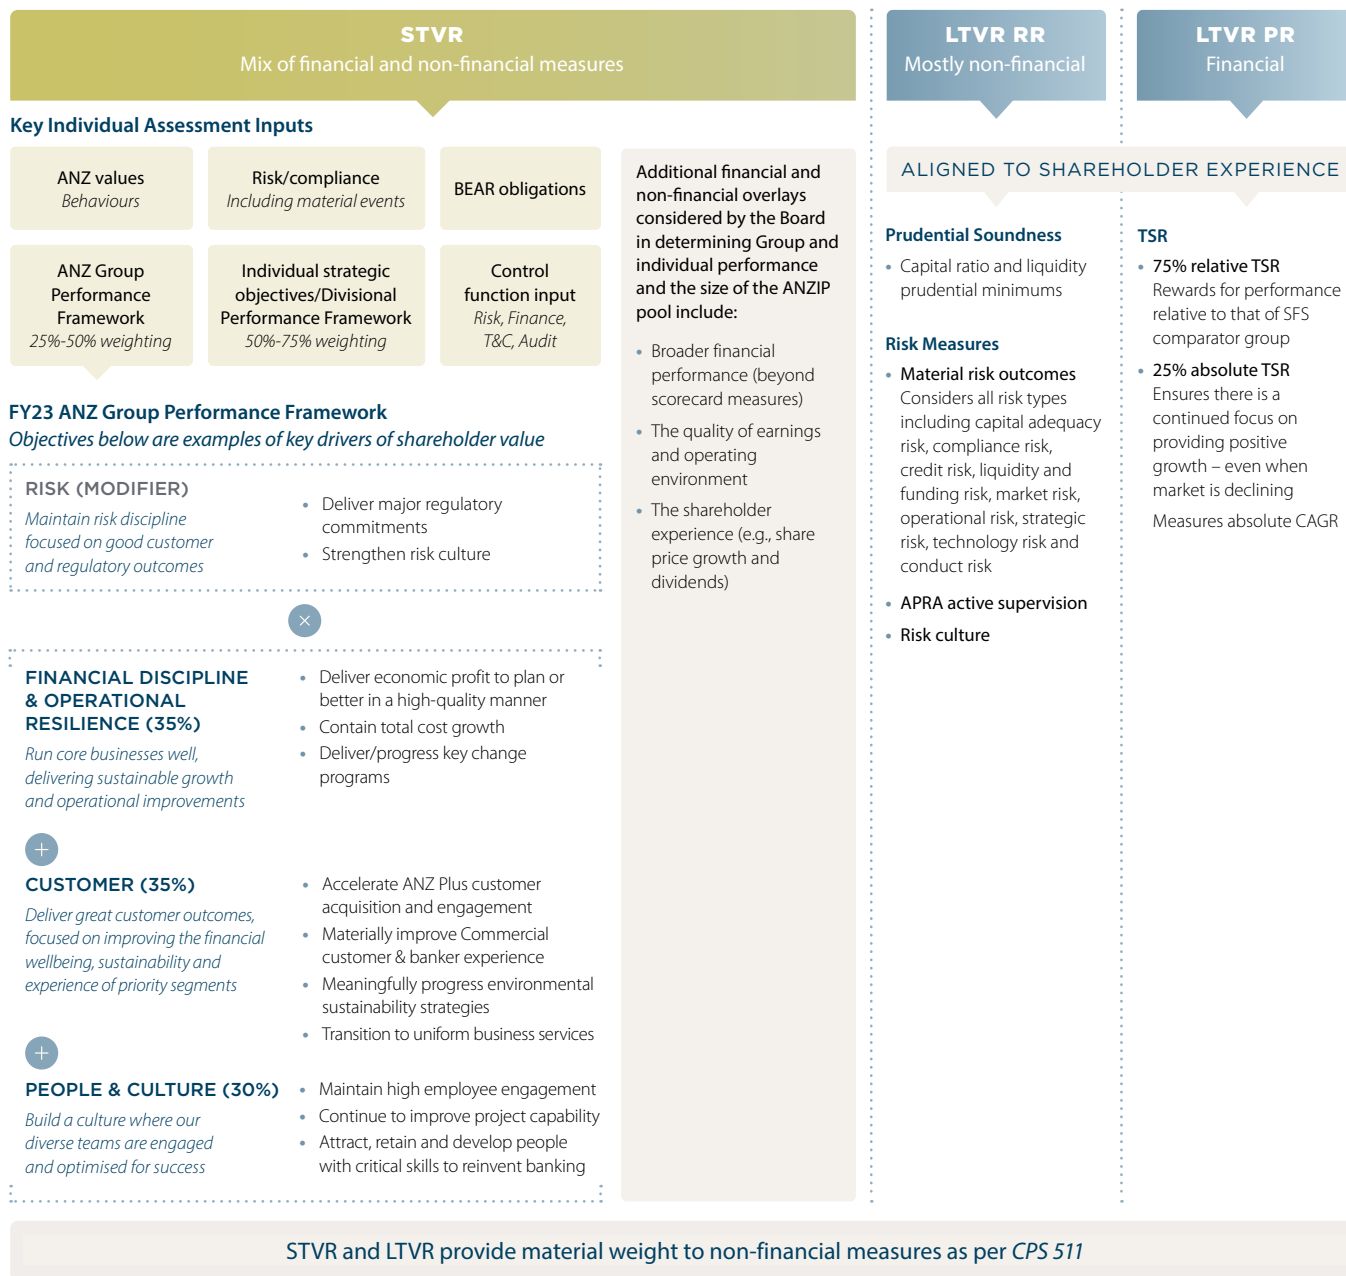 STVR
Mix of financial and non-financial measures
LTVR RR
Mostly non-financial
LTVR PR
Financial
Key Individual Assessment Inputs
ANZ values
Behaviours
Risk/compliance
Including material events
BEAR obligations
ANZ Group
Performance
Framework
25%-50% weighting
Individual strategic
objectives/Divisional
Performance Framework
50%-75% weighting
Control
function input
Risk, Finance,
T&C, Audit
FY23 ANZ Group Performance Framework
Objectives below are examples of key drivers of shareholder value
RISK (MODIFIER)
Maintain risk discipline
focused on good customer
and regulatory outcomes
• Deliver major regulatory
commitments
• Strengthen risk culture
×
FINANCIAL DISCIPLINE
& OPERATIONAL
RESILIENCE (35%)
Run core businesses well,
delivering sustainable growth
and operational improvements
• Deliver economic profit to plan or
better in a high-quality manner
• Contain total cost growth
• Deliver/progress key change
programs
+
CUSTOMER (35%)
Deliver great customer outcomes,
focused on improving the financial
wellbeing, sustainability and
experience of priority segments
• Accelerate ANZ Plus customer
acquisition and engagement
• Materially improve Commercial
customer & banker experience
• Meaningfully progress environmental
sustainability strategies
• Transition to uniform business services
+
PEOPLE & CULTURE (30%)
Build a culture where our
diverse teams are engaged
and optimised for success
• Maintain high employee engagement
• Continue to improve project capability
• Attract, retain and develop people
with critical skills to reinvent banking
Additional financial and
non-financial overlays
considered by the Board
in determining Group and
individual performance
and the size of the ANZIP
pool include:
• Broader financial
performance (beyond
scorecard measures)
• The quality of earnings
and operating
environment
• The shareholder
experience (e.g., share
price growth and
dividends)
ALIGNED TO SHAREHOLDER EXPERIENCE
Prudential Soundness
• Capital ratio and liquidity
prudential minimums
Risk Measures
• Material risk outcomes
Considers all risk types
including capital adequacy
risk, compliance risk,
credit risk, liquidity and
funding risk, market risk,
operational risk, strategic
risk, technology risk and
conduct risk
• APRA active supervision
• Risk culture
TSR
• 75% relative TSR
Rewards for performance
relative to that of SFS
comparator group
• 25% absolute TSR
Ensures there is a
continued focus on
providing positive
growth – even when
market is declining
Measures absolute CAGR
STVR and LTVR provide material weight to non-financial measures as per CPS 511